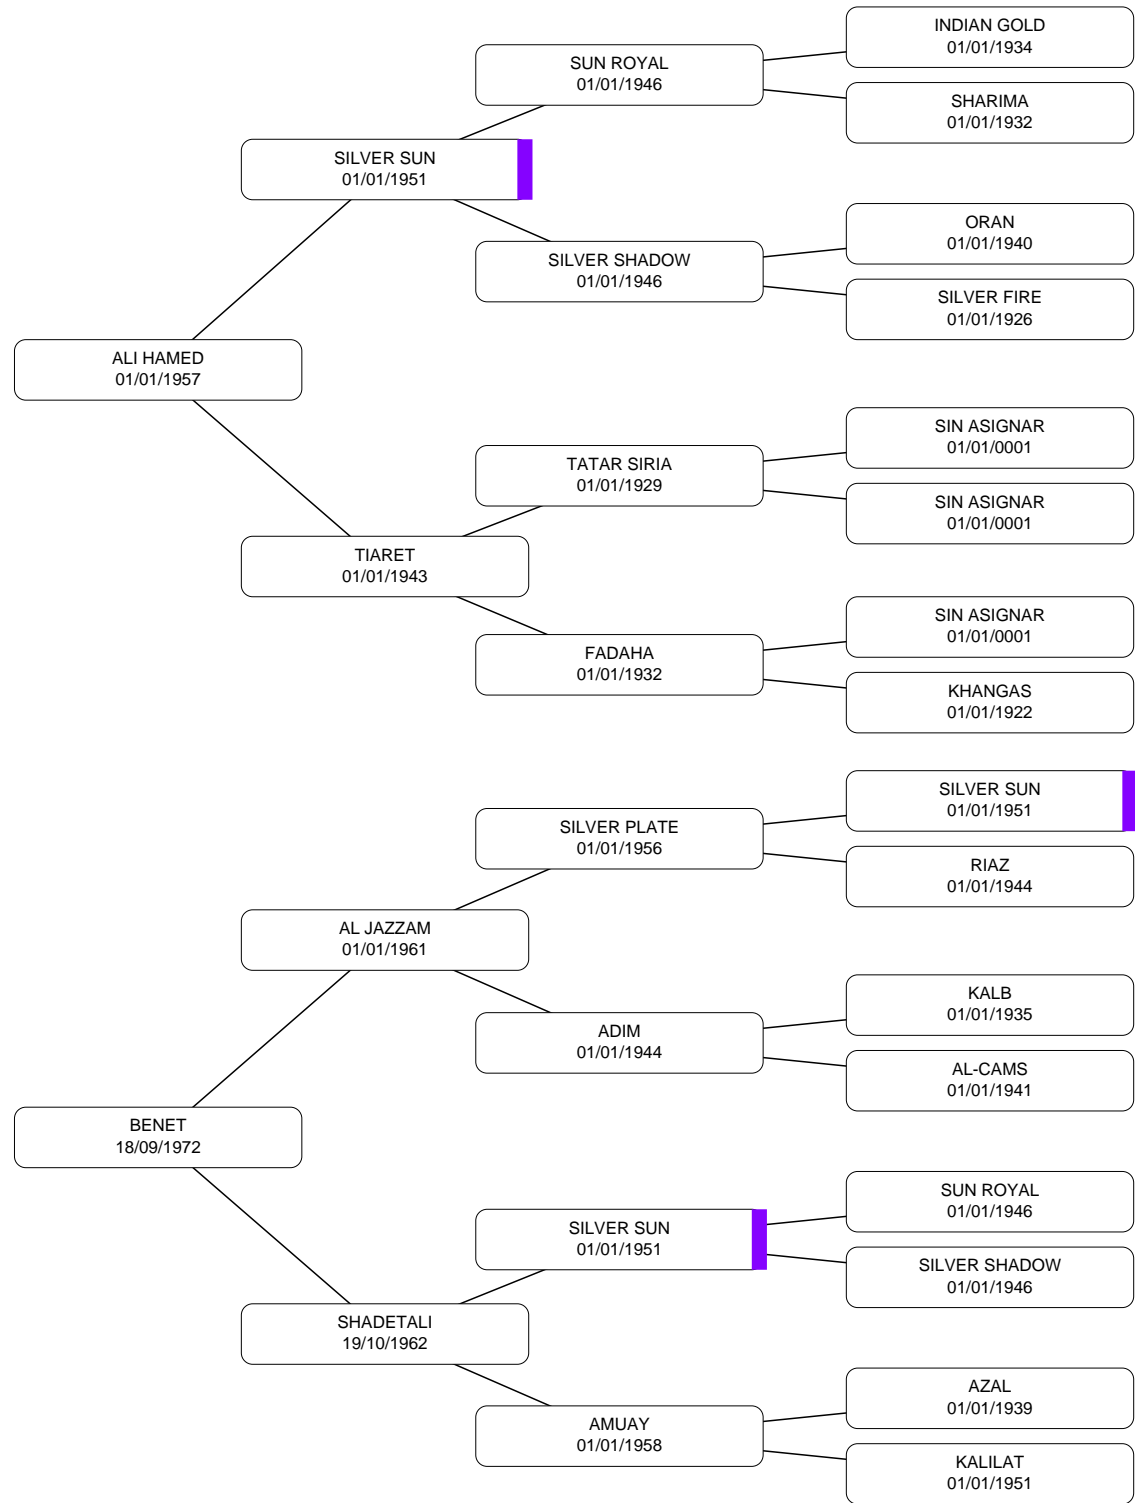 INDIAN GOLD
01/01/1934
SUN ROYAL
01/01/1946
SHARIMA
01/01/1932
SILVER SUN
01/01/1951
ORAN
01/01/1940
SILVER SHADOW
01/01/1946
SILVER FIRE
01/01/1926
ALI HAMED
01/01/1957
SIN ASIGNAR
01/01/0001
TATAR SIRIA
01/01/1929
SIN ASIGNAR
01/01/0001
TIARET
01/01/1943
SIN ASIGNAR
01/01/0001
FADAHA
01/01/1932
KHANGAS
01/01/1922
SILVER SUN
01/01/1951
SILVER PLATE
01/01/1956
RIAZ
01/01/1944
AL JAZZAM
01/01/1961
KALB
01/01/1935
ADIM
01/01/1944
AL-CAMS
01/01/1941
BENET
18/09/1972
SUN ROYAL
01/01/1946
SILVER SUN
01/01/1951
SILVER SHADOW
01/01/1946
SHADETALI
19/10/1962
AZAL
01/01/1939
AMUAY
01/01/1958
KALILAT
01/01/1951